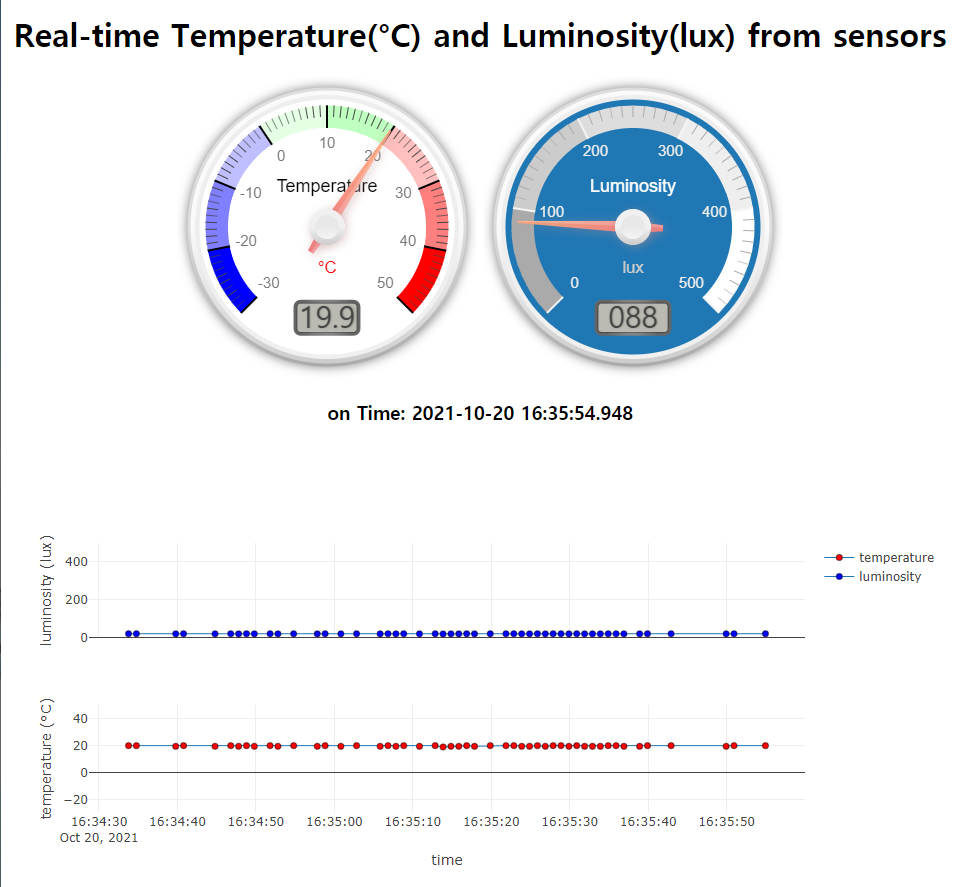 Real-time Temperature(°C) and Luminosity(lux) from sensors
-30
-20
-10
0
10
20
30
40
50
Temperature
°C
19.9
0
100
200
300
400
500
Luminosity
lux
088
on Time: 2021-10-20 16:35:54.948
luminosity (lux)
400
200
0
temperature
luminosity
temperature (°C)
40
20
0
−20
16:34:30 16:34:40 16:34:50 16:35:00 16:35:10 16:35:20 16:35:30 16:35:40 16:35:50
Oct 20, 2021
time